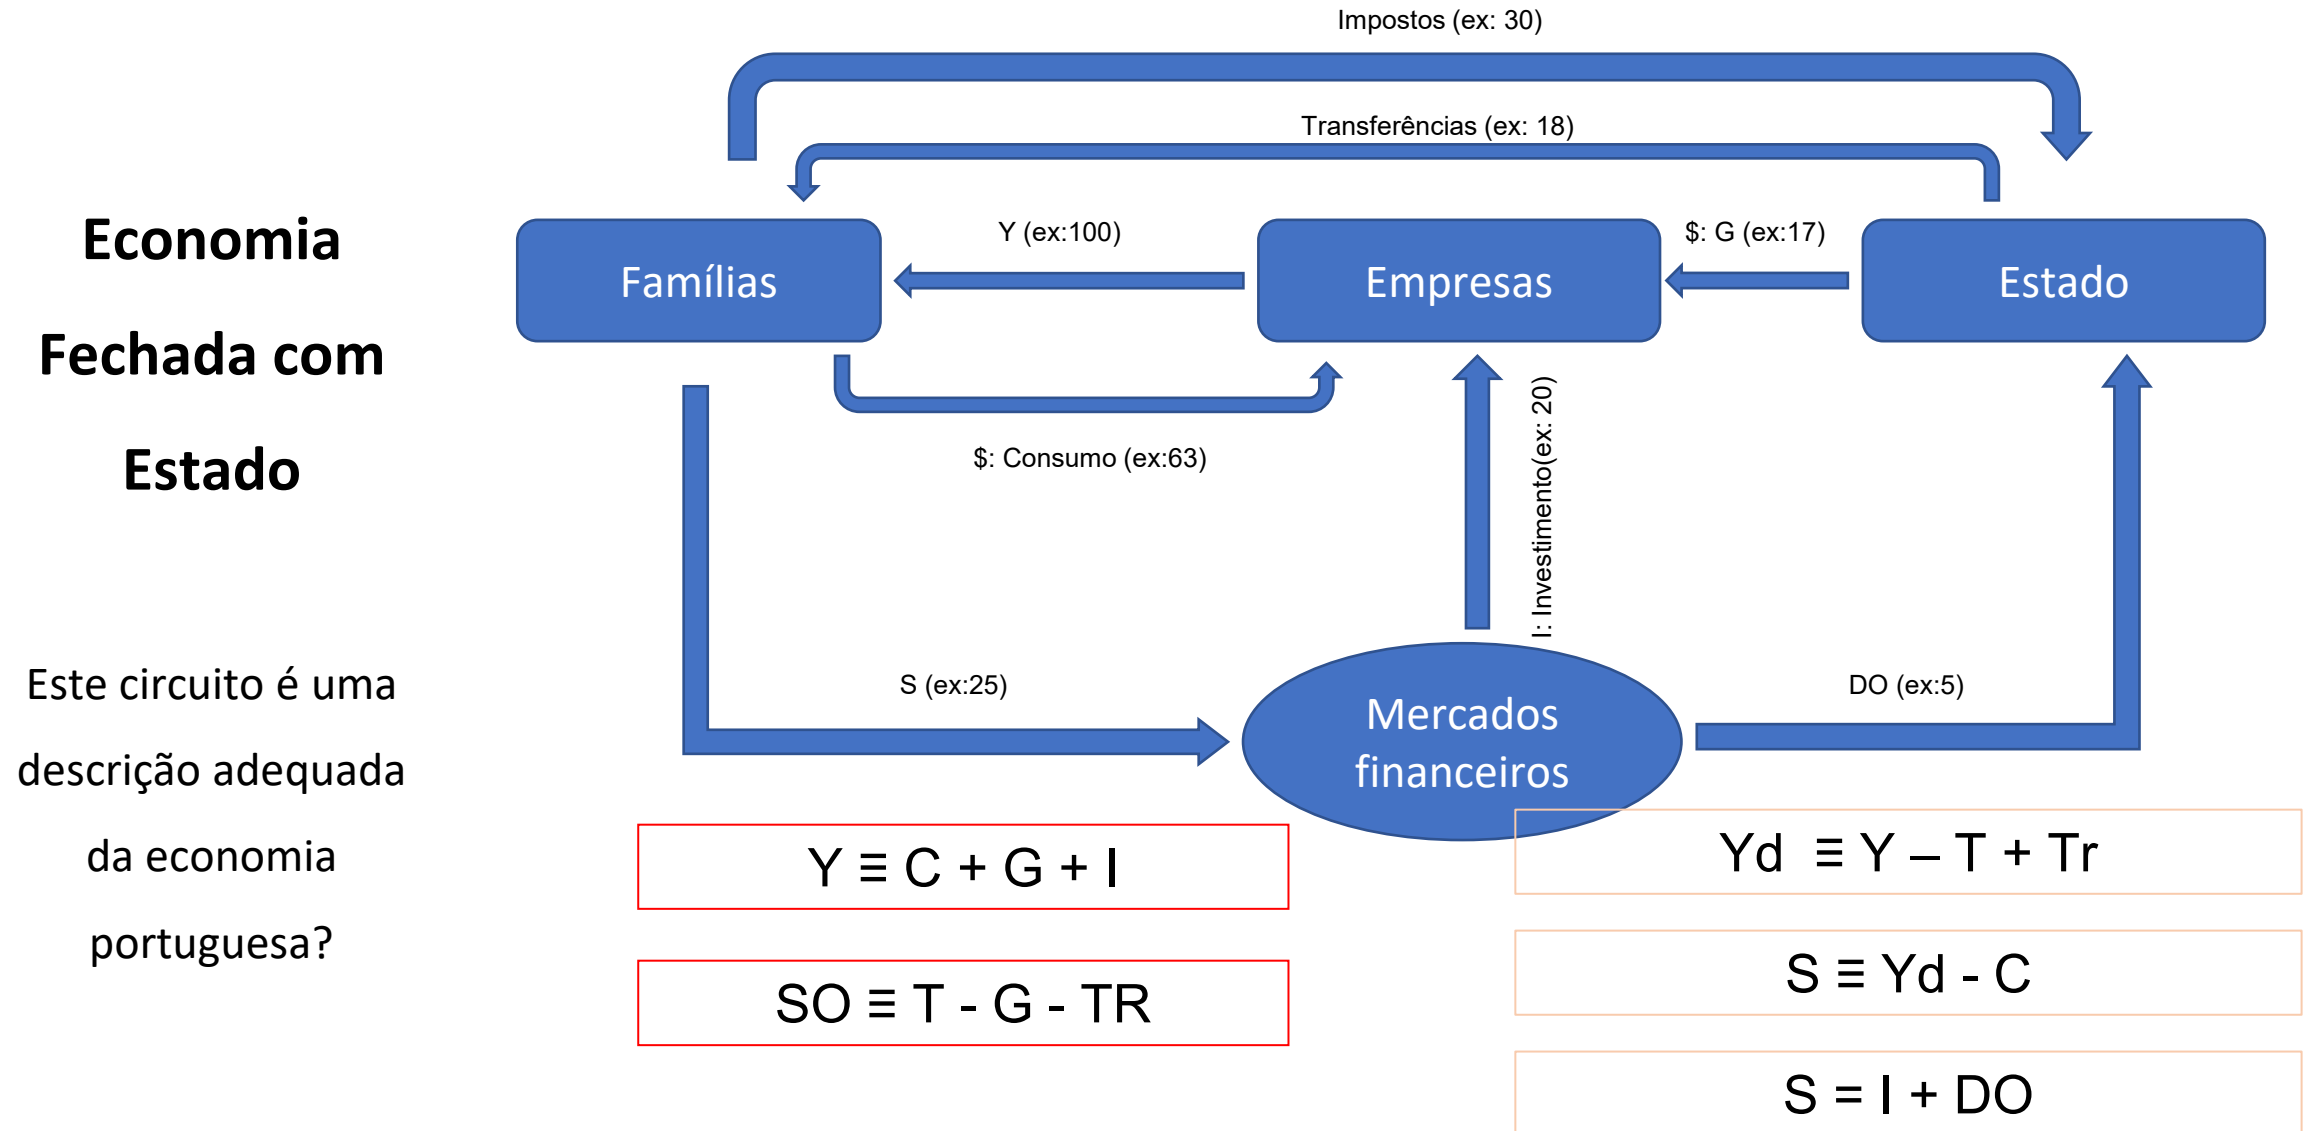 Impostos (ex: 30)
Transferências (ex: 18)
Economia
Fechada com
Estado
Y (ex:100)
$: G (ex:17)
Famílias
Empresas
Estado
$: Consumo (ex:63)
I: Investimento(ex: 20)
Este circuito é uma
descrição adequada
da economia
portuguesa?
S (ex:25)
DO (ex:5)
Mercados
financeiros
Y ≡ C + G + I
Yd ≡ Y – T + Tr
SO ≡ T - G - TR
S ≡ Yd - C
S = I + DO